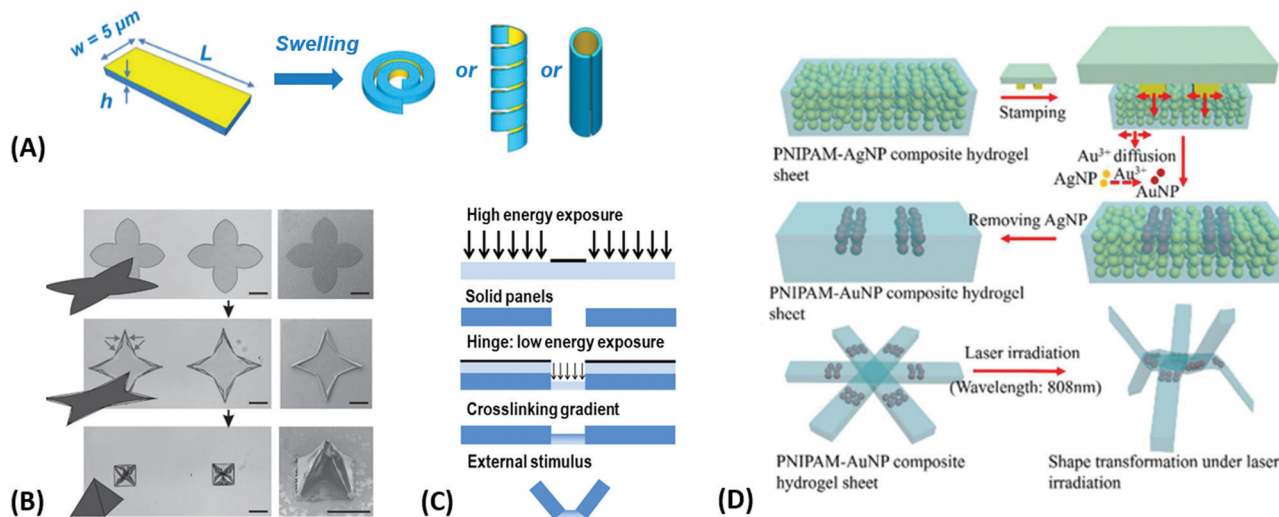 w = 5 μm
L
h
Swelling
or
or
(A)
(B)
High energy exposure
Solid panels
Hinge: low energy exposure
Crosslinking gradient
External stimulus
(C)
PNIPAM-AgNP composite hydrogel
sheet
Stamping
Au³⁺ diffusion
AgNP
Au³⁺
AuNP
Removing AgNP
PNIPAM-AuNP composite hydrogel
sheet
Laser irradiation
(Wavelength: 808nm)
PNIPAM-AuNP composite
hydrogel sheet
Shape transformation under laser
irradiation
(D)